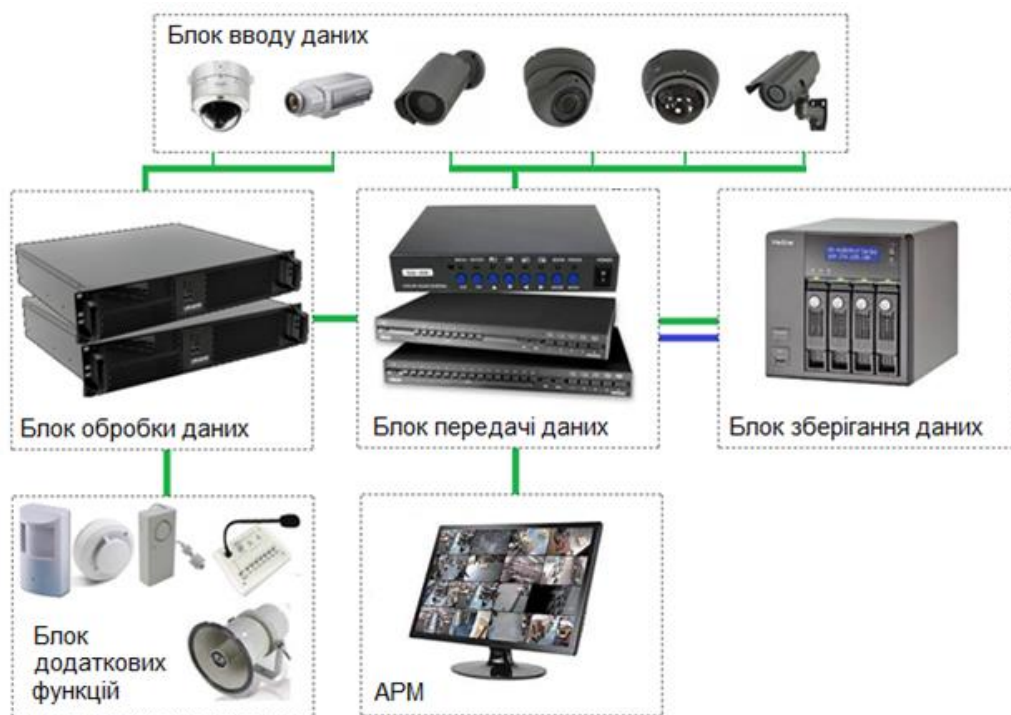 Блок вводу даних
Блок обробки даних
Блок передачі даних
Блок зберігання даних
Блок
додаткових
функцій
АРМ